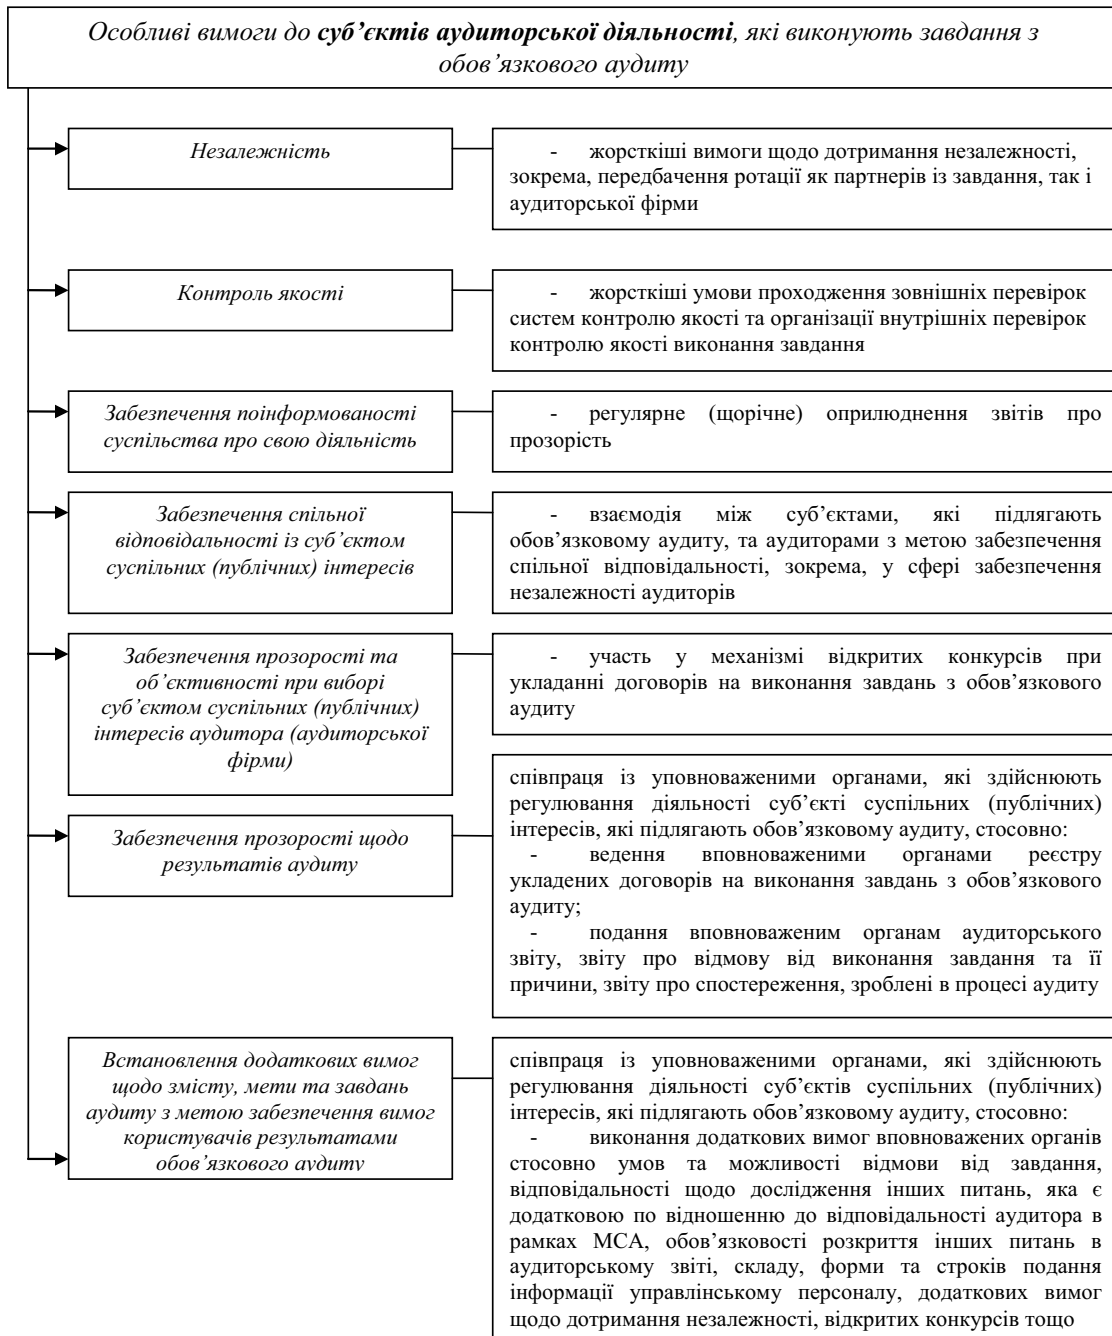 Особливі вимоги до суб’єктів аудиторської діяльності, які виконують завдання з
обов’язкового аудиту
Незалежність
- жорсткіші вимоги щодо дотримання незалежності,
зокрема, передбачення ротації як партнерів із завдання, так і
аудиторської фірми
Контроль якості
- жорсткіші умови проходження зовнішніх перевірок
систем контролю якості та організації внутрішніх перевірок
контролю якості виконання завдання
Забезпечення поінформованості
суспільства про свою діяльність
- регулярне (щорічне) оприлюднення звітів про
прозорість
Забезпечення спільної
відповідальності із суб’єктом
суспільних (публічних) інтересів
- взаємодія між суб’єктами, які підлягають
обов’язковому аудиту, та аудиторами з метою забезпечення
спільної відповідальності, зокрема, у сфері забезпечення
незалежності аудиторів
Забезпечення прозорості та
об’єктивності при виборі
суб’єктом суспільних (публічних)
інтересів аудитора (аудиторської
фірми)
- участь у механізмі відкритих конкурсів при
укладанні договорів на виконання завдань з обов’язкового
аудиту
Забезпечення прозорості щодо
результатів аудиту
співпраця із уповноваженими органами, які здійснюють
регулювання діяльності суб’єкті суспільних (публічних)
інтересів, які підлягають обов’язковому аудиту, стосовно:
- ведення вповноваженими органами реєстру
укладених договорів на виконання завдань з обов’язкового
аудиту;
- подання вповноваженим органам аудиторського
звіту, звіту про відмову від виконання завдання та її
причини, звіту про спостереження, зроблені в процесі аудиту
Встановлення додаткових вимог
щодо змісту, мети та завдань
аудиту з метою забезпечення вимог
користувачів результатами
обов’язкового аудиту
співпраця із уповноваженими органами, які здійснюють
регулювання діяльності суб’єктів суспільних (публічних)
інтересів, які підлягають обов’язковому аудиту, стосовно:
- виконання додаткових вимог вповноважених органів
стосовно умов та можливості відмови від завдання,
відповідальності щодо дослідження інших питань, яка є
додатковою по відношенню до відповідальності аудитора в
рамках МСА, обов’язковості розкриття інших питань в
аудиторському звіті, складу, форми та строків подання
інформації управлінському персоналу, додаткових вимог
щодо дотримання незалежності, відкритих конкурсів тощо